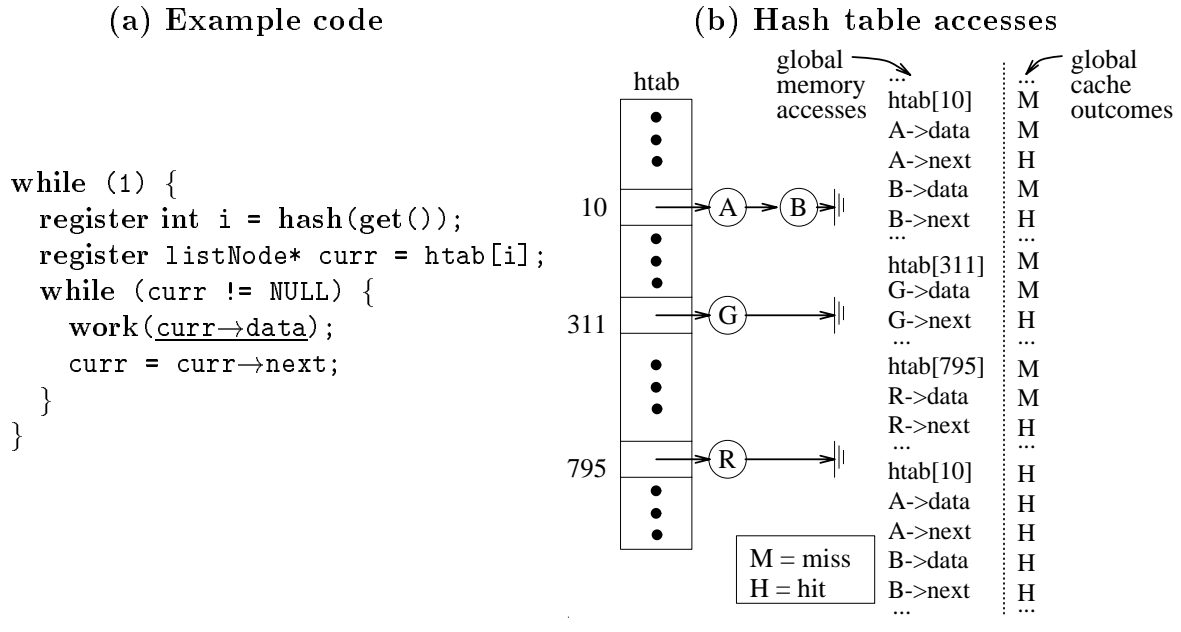 (a) Example code
while (1) {
register int i = hash(get());
register listNode* curr = htab[i];
while (curr != NULL) {
work(curr→data);
curr = curr→next;
}
}
(b) Hash table accesses
global
memory
accesses
global
cache
outcomes
htab
10
311
795
A
B
G
R
...
...
htab[10] M
A->data M
A->next H
B->data M
B->next H
... ...
htab[311] M
G->data M
G->next H
... ...
htab[795] M
R->data M
R->next H
... ...
htab[10] H
A->data H
A->next H
B->data H
B->next H
... ...
M = miss
H = hit